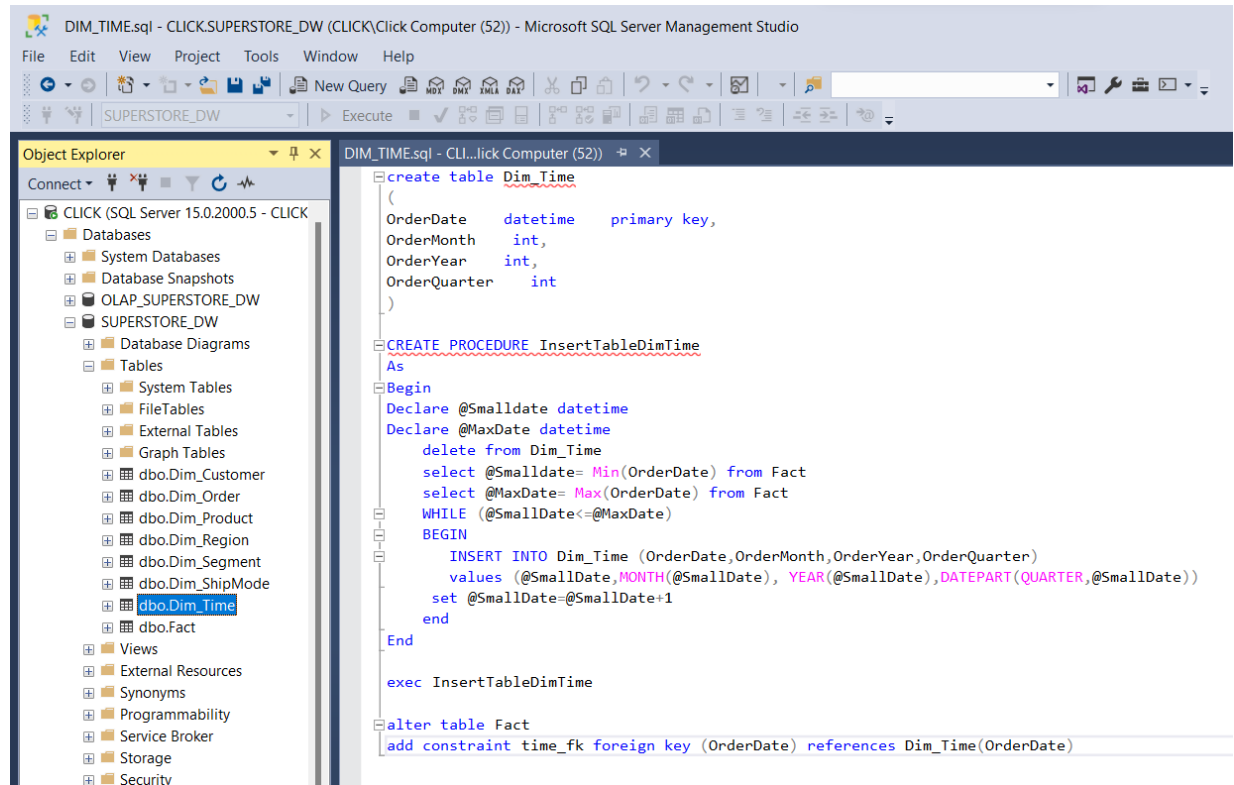 DIM_TIME.sql - CLICK.SUPERSTORE_DW (CLICK\Click Computer (52)) - Microsoft SQL Server Management Studio
File Edit View Project Tools Window Help
New Query MDX DMX XMLA DAX
SUPERSTORE_DW Execute
Object Explorer
Connect
CLICK (SQL Server 15.0.2000.5 - CLICK
Databases
System Databases
Database Snapshots
OLAP_SUPERSTORE_DW
SUPERSTORE_DW
Database Diagrams
Tables
System Tables
FileTables
External Tables
Graph Tables
dbo.Dim_Customer
dbo.Dim_Order
dbo.Dim_Product
dbo.Dim_Region
dbo.Dim_Segment
dbo.Dim_ShipMode
dbo.Dim_Time
dbo.Fact
Views
External Resources
Synonyms
Programmability
Service Broker
Storage
Security
DIM_TIME.sql - CLI...lick Computer (52))
create table Dim_Time
(
OrderDate datetime primary key,
OrderMonth int,
OrderYear int,
OrderQuarter int
)
CREATE PROCEDURE InsertTableDimTime
As
Begin
Declare @Smalldate datetime
Declare @MaxDate datetime
delete from Dim_Time
select @Smalldate= Min(OrderDate) from Fact
select @MaxDate= Max(OrderDate) from Fact
WHILE (@SmallDate<=@MaxDate)
BEGIN
INSERT INTO Dim_Time (OrderDate,OrderMonth,OrderYear,OrderQuarter)
values (@SmallDate,MONTH(@SmallDate), YEAR(@SmallDate),DATEPART(QUARTER,@SmallDate))
set @SmallDate=@SmallDate+1
end
End
exec InsertTableDimTime
alter table Fact
add constraint time_fk foreign key (OrderDate) references Dim_Time(OrderDate)